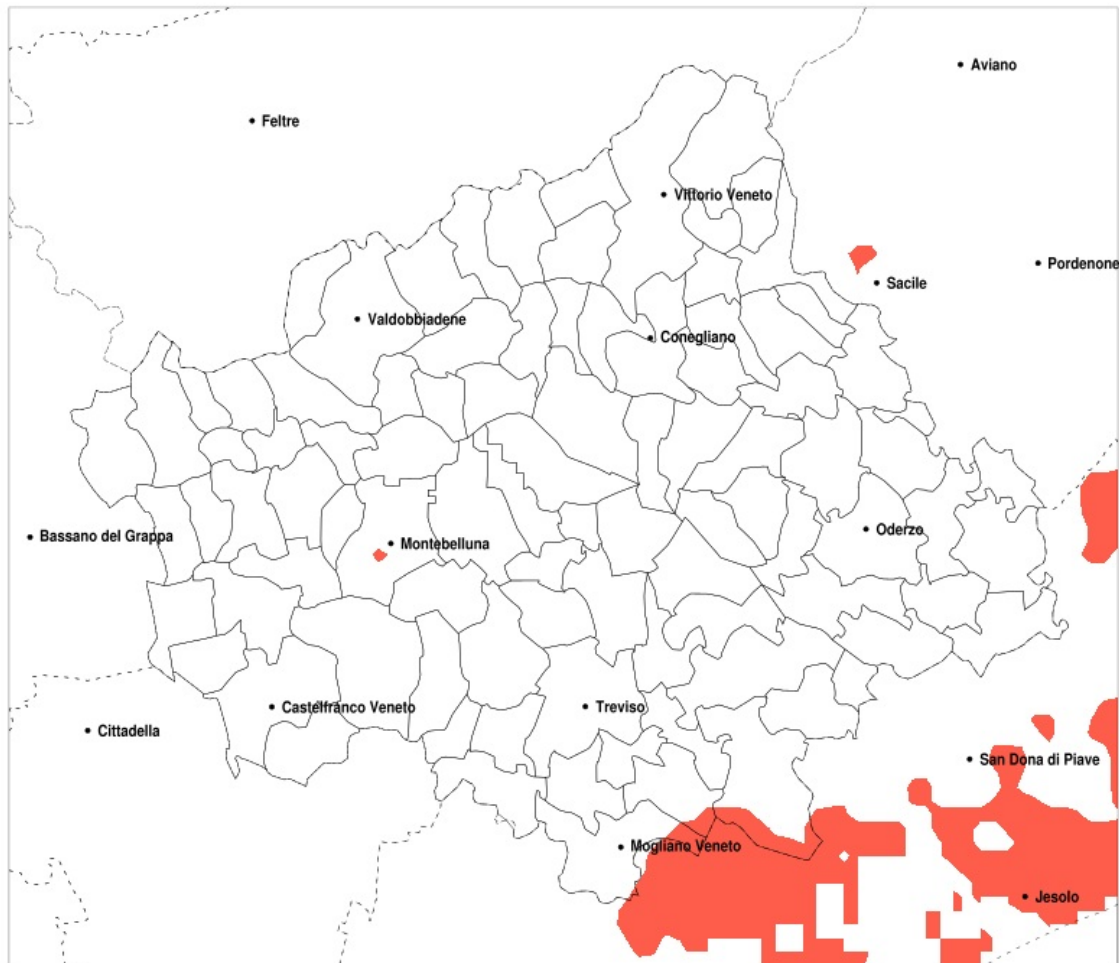 Aviano
Feltre
Vittorio Veneto
Pordenone
Sacile
Valdobbiadene
Conegliano
Oderzo
Bassano del Grappa
Montebelluna
Castelfranco Veneto
Treviso
Cittadella
San Dona di Piave
Mogliano Veneto
Jesolo